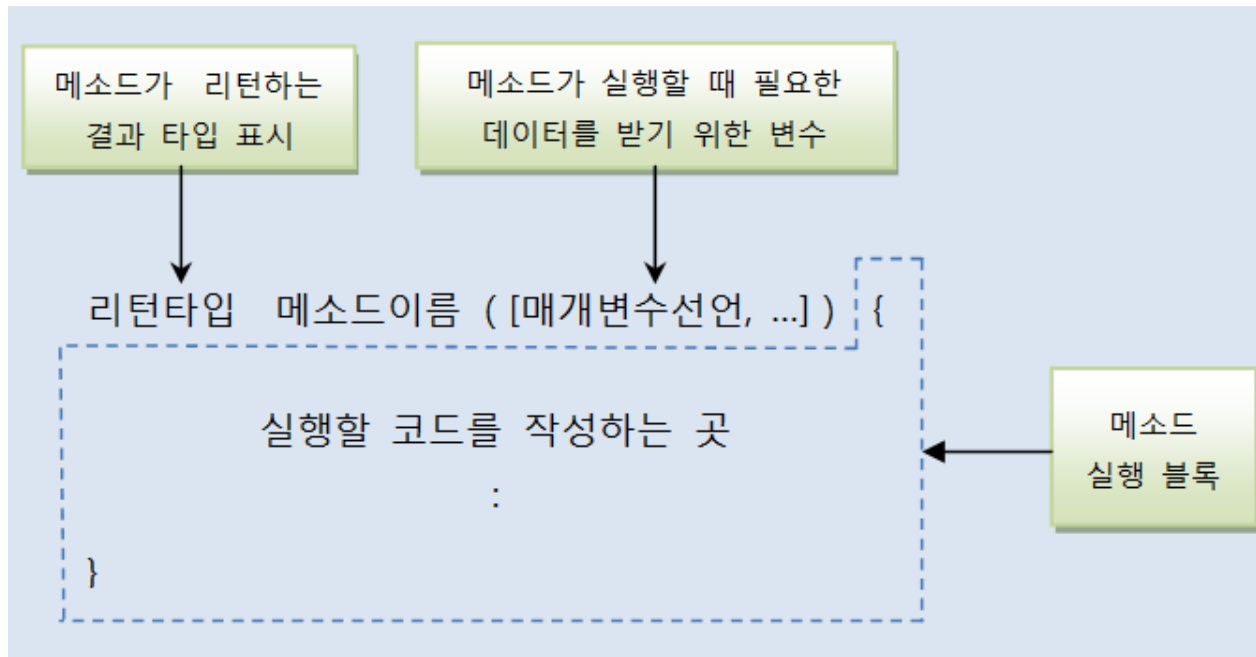 메소드가 리턴하는
결과 타입 표시
메소드가 실행할 때 필요한
데이터를 받기 위한 변수
리턴타입 메소드이름 ( [매개변수선언, ...] ) {
실행할 코드를 작성하는 곳
:
}
메소드
실행 블록